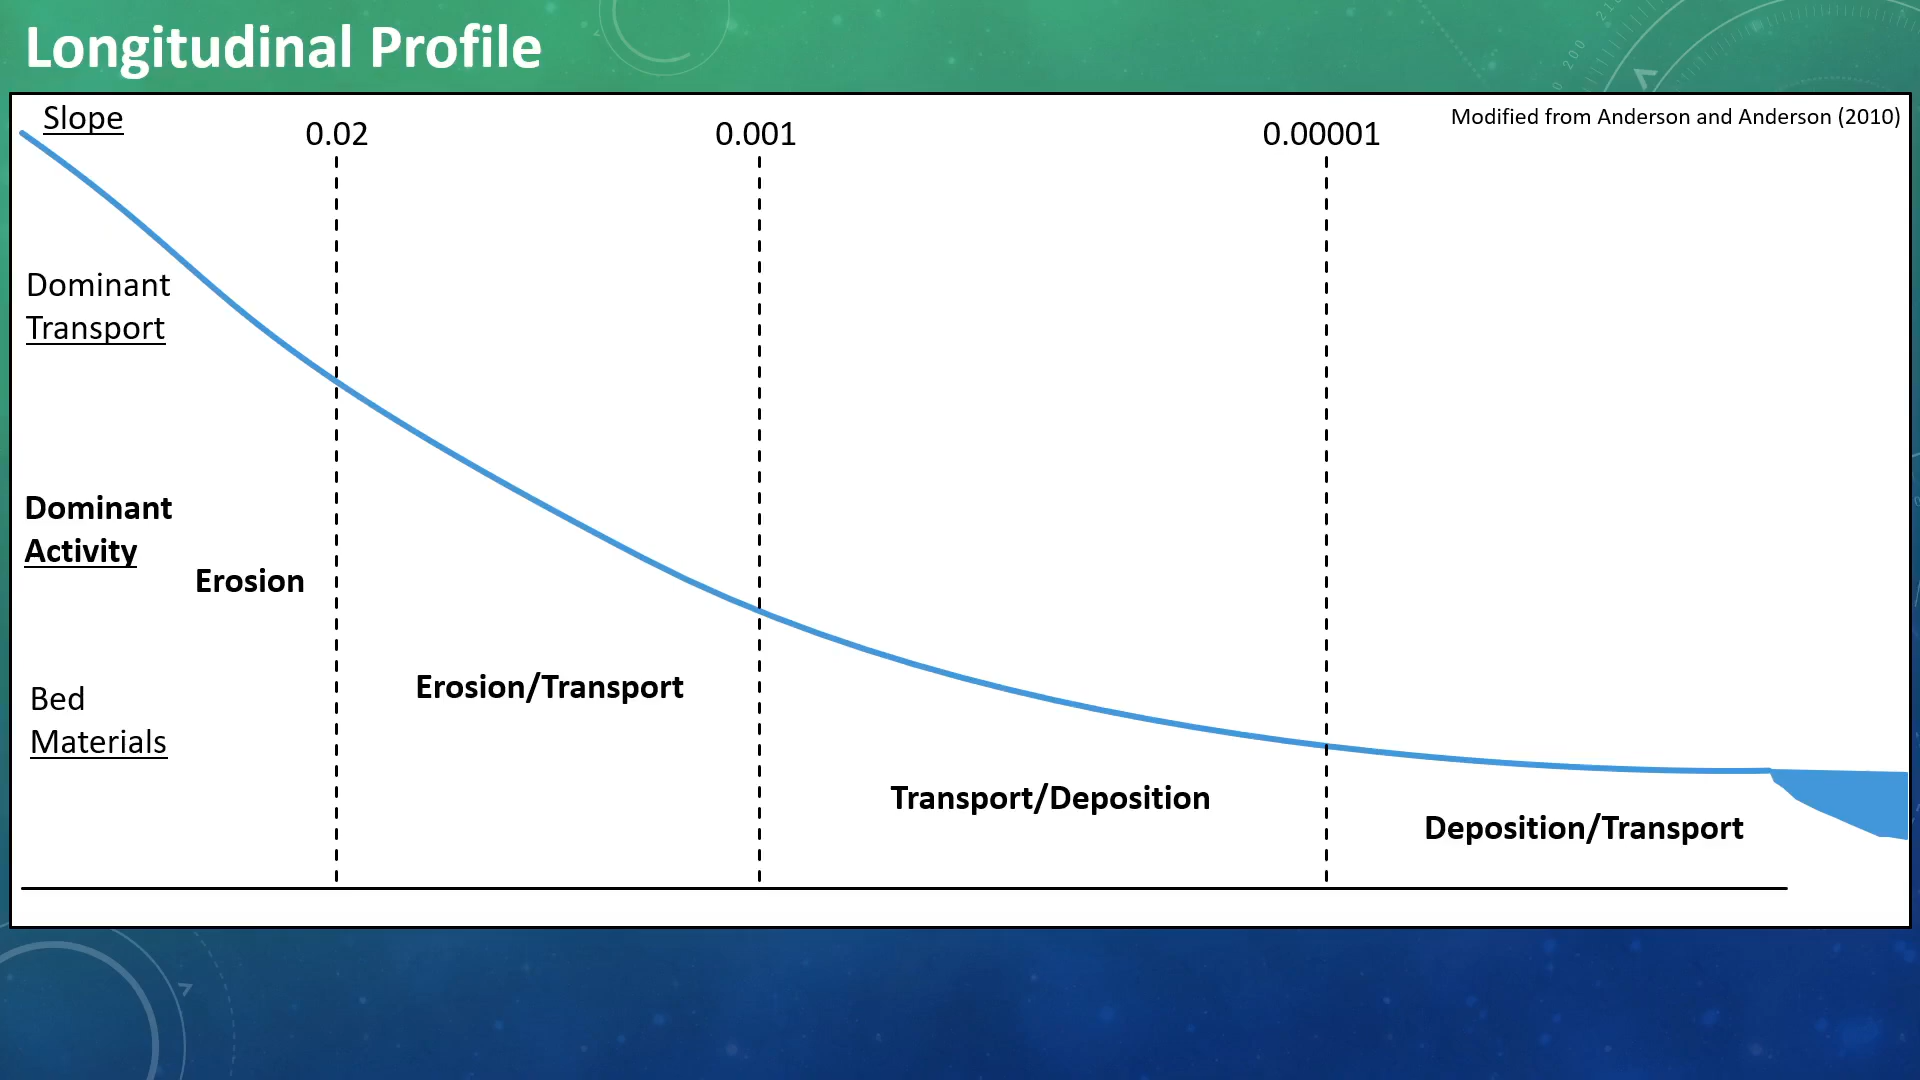 Longitudinal Profile
Slope
0.02
0.001
0.00001
Modified from Anderson and Anderson (2010)
Dominant
Transport
Dominant
Activity
Erosion
Erosion/Transport
Transport/Deposition
Deposition/Transport
Bed
Materials